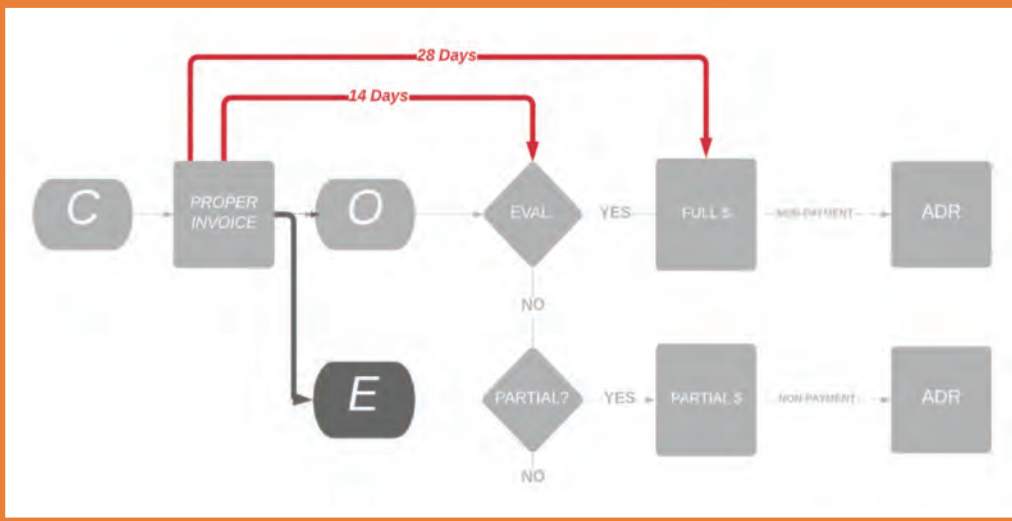 28 Days
14 Days
C
PROPER
INVOICE
O
EVAL
YES
FULL $
NON-PAYMENT
ADR
NO
E
PARTIAL?
YES
PARTIAL $
NON-PAYMENT
ADR
NO